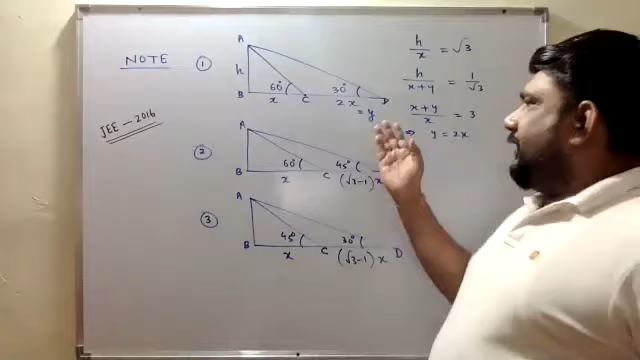 NOTE
JEE - 2016
①
A
h
B
60°
x
C
30°
2x
= y
D
②
A
B
60°
x
C
45°
(√3-1) x
③
A
B
45°
x
C
30°
(√3-1) x
D
h/x = √3
h/(x+y) = 1/√3
(x+y)/x = 3
⇒ y = 2x